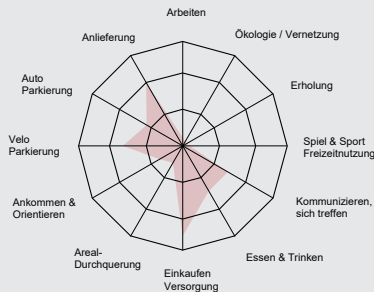 Arbeiten
Ökologie / Vernetzung
Erholung
Spiel & Sport
Freizeitnutzung
Kommunizieren,
sich treffen
Essen & Trinken
Einkaufen
Versorgung
Areal-
Durchquerung
Ankommen &
Orientieren
Velo
Parkierung
Auto
Parkierung
Anlieferung